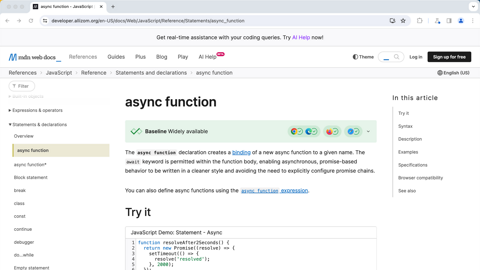 async function - JavaScript
developer.allizom.org/en-US/docs/Web/JavaScript/Reference/Statements/async_function
Get real-time assistance with your coding queries. Try AI Help now!
mdn web docs_
References
Guides
Plus
Blog
Play
AI Help
Theme
Log in
Sign up for free
References
JavaScript
Reference
Statements and declarations
async function
English (US)
Filter
Expressions & operators
Statements & declarations
Overview
async function
async function*
Block statement
break
class
const
continue
debugger
do...while
Empty statement
async function
Baseline Widely available
The async function declaration creates a binding of a new async function to a given name. The
await keyword is permitted within the function body, enabling asynchronous, promise-based
behavior to be written in a cleaner style and avoiding the need to explicitly configure promise chains.
You can also define async functions using the async function expression.
Try it
JavaScript Demo: Statement - Async
1 function resolveAfter2Seconds() {
2 return new Promise((resolve) => {
3 setTimeout(() => {
4 resolve('resolved');
5 }, 2000);
In this article
Try it
Syntax
Description
Examples
Specifications
Browser compatibility
See also